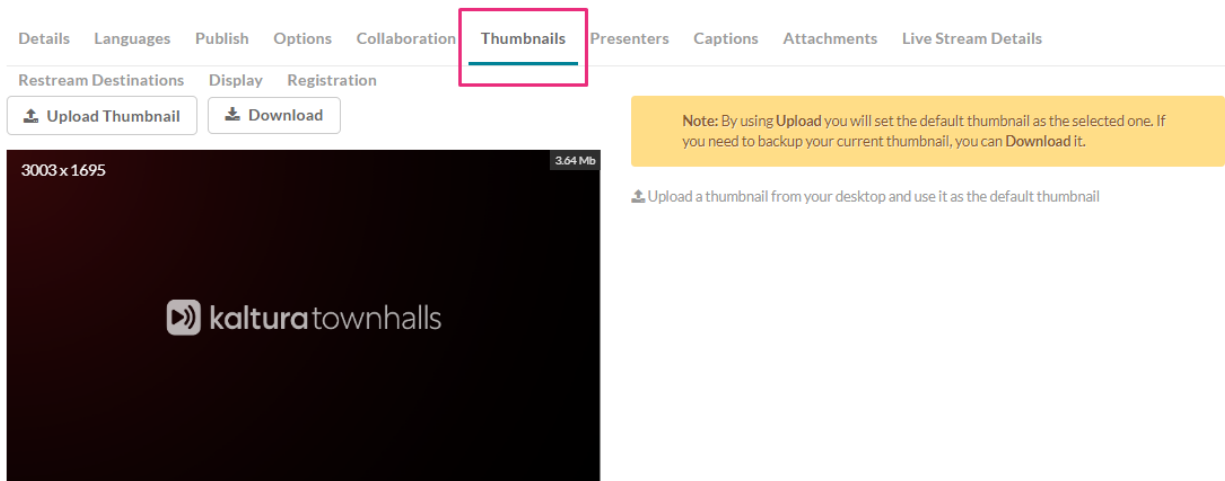 Details Languages Publish Options Collaboration Thumbnails Presenters Captions Attachments Live Stream Details
Restream Destinations Display Registration
Upload Thumbnail Download
Note: By using Upload you will set the default thumbnail as the selected one. If
you need to backup your current thumbnail, you can Download it.
3003 x 1695
3.64 Mb
Upload a thumbnail from your desktop and use it as the default thumbnail
kaltura townhalls